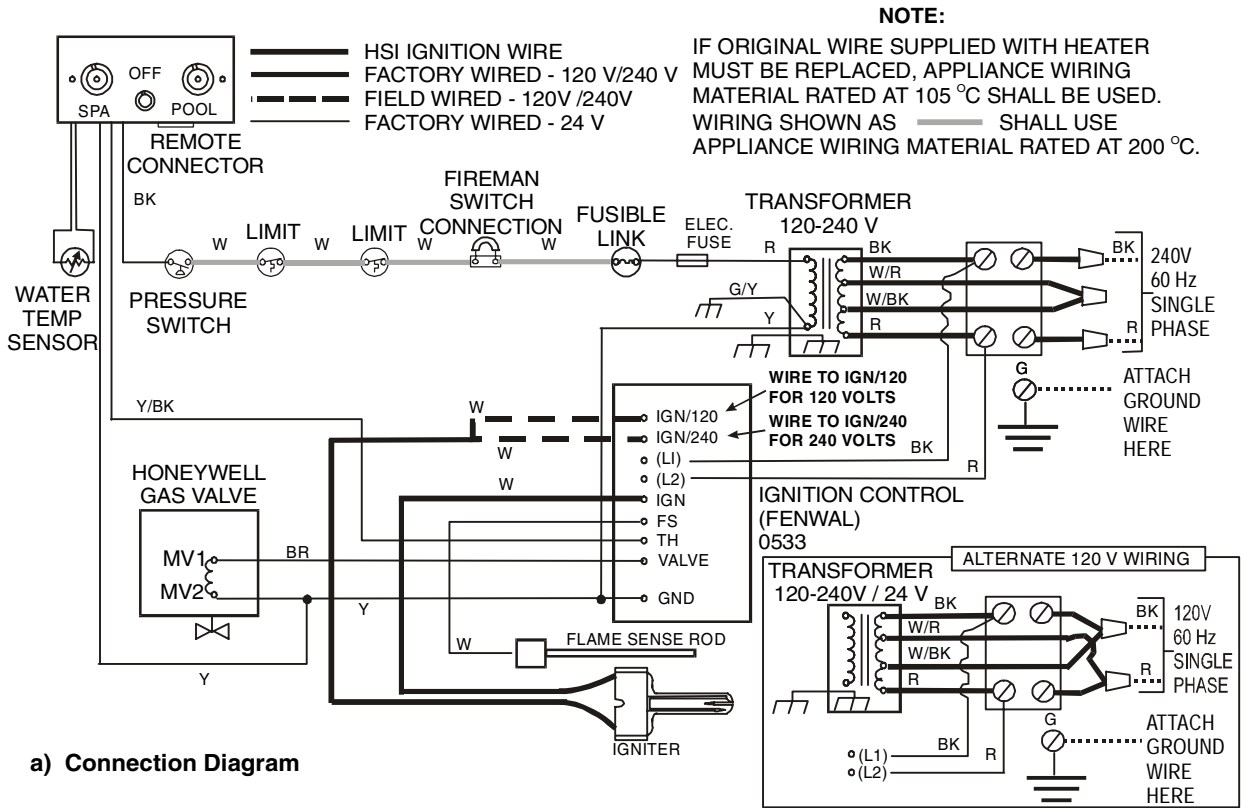 NOTE:
IF ORIGINAL WIRE SUPPLIED WITH HEATER
MUST BE REPLACED, APPLIANCE WIRING
MATERIAL RATED AT 105 °C SHALL BE USED.
WIRING SHOWN AS SHALL USE
APPLIANCE WIRING MATERIAL RATED AT 200 °C.
HSI IGNITION WIRE
FACTORY WIRED - 120 V/240 V
FIELD WIRED - 120V /240V
FACTORY WIRED - 24 V
OFF
SPA
POOL
REMOTE
CONNECTOR
BK
WATER
TEMP
SENSOR
PRESSURE
SWITCH
W
LIMIT
W
LIMIT
W
FIREMAN
SWITCH
CONNECTION
W
FUSIBLE
LINK
ELEC.
FUSE
R
G/Y
Y
TRANSFORMER
120-240 V
BK
W/R
W/BK
R
BK
R
240V
60 Hz
SINGLE
PHASE
G
ATTACH
GROUND
WIRE
HERE
Y/BK
W
W
W
IGN/120
IGN/240
(LI)
(L2)
IGN
FS
TH
VALVE
GND
WIRE TO IGN/120
FOR 120 VOLTS
WIRE TO IGN/240
FOR 240 VOLTS
BK
R
IGNITION CONTROL
(FENWAL)
0533
HONEYWELL
GAS VALVE
MV1
MV2
BR
Y
Y
W
FLAME SENSE ROD
IGNITER
ALTERNATE 120 V WIRING
TRANSFORMER
120-240V / 24 V
BK
W/R
W/BK
R
BK
R
120V
60 Hz
SINGLE
PHASE
G
ATTACH
GROUND
WIRE
HERE
(L1)
(L2)
BK
R
a) Connection Diagram